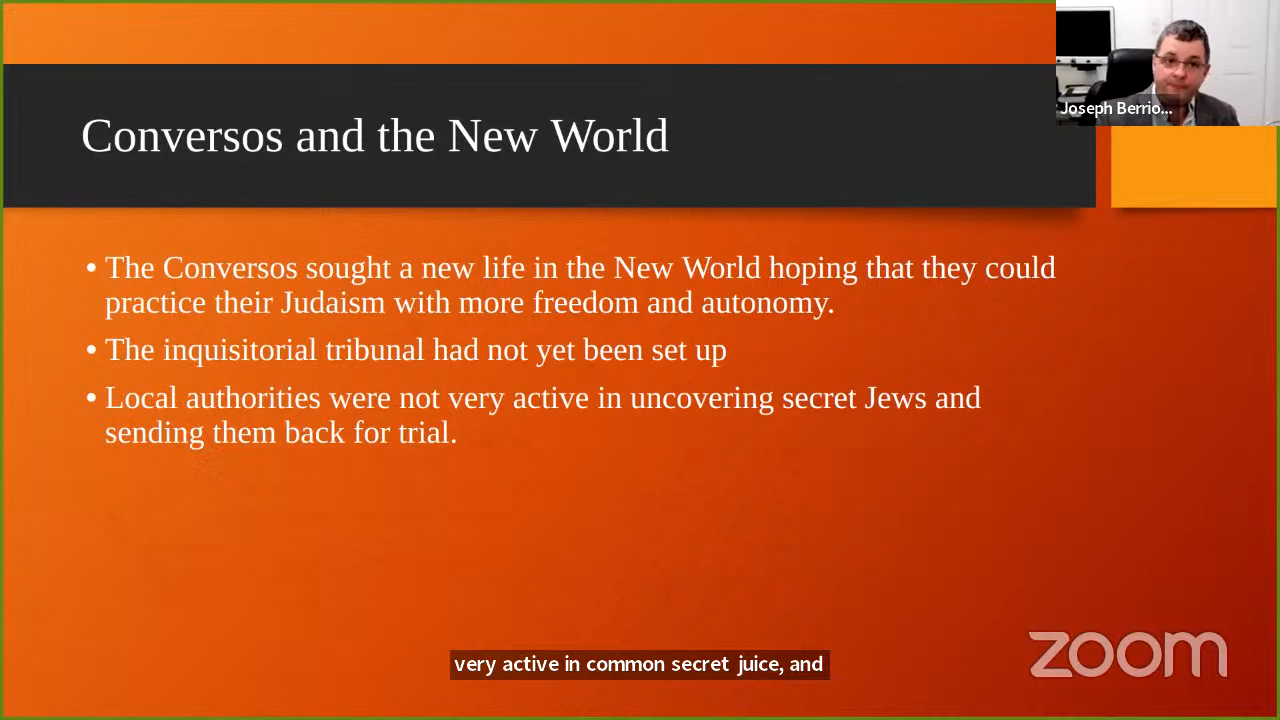 Joseph Berrio...
Conversos and the New World
• The Conversos sought a new life in the New World hoping that they could
practice their Judaism with more freedom and autonomy.
• The inquisitorial tribunal had not yet been set up
• Local authorities were not very active in uncovering secret Jews and
sending them back for trial.
very active in common secret juice, and
zoom